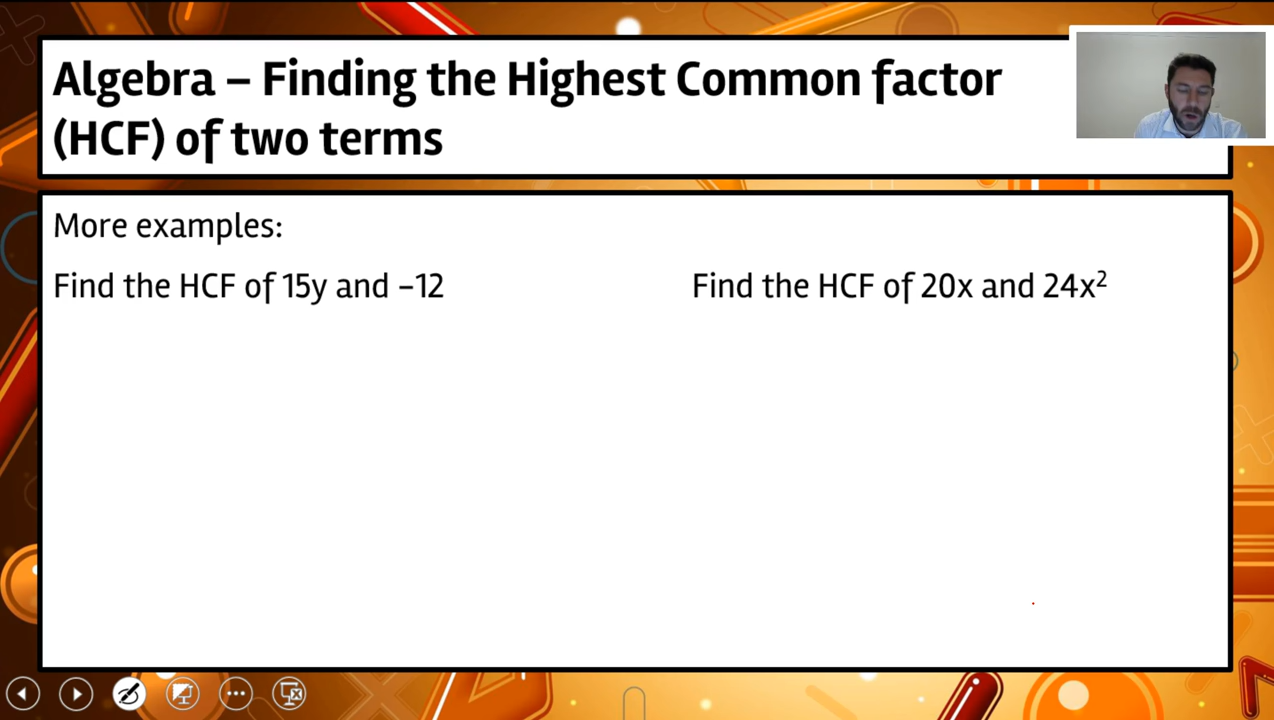 Algebra – Finding the Highest Common factor
(HCF) of two terms
More examples:
Find the HCF of 15y and –12
Find the HCF of 20x and 24x²